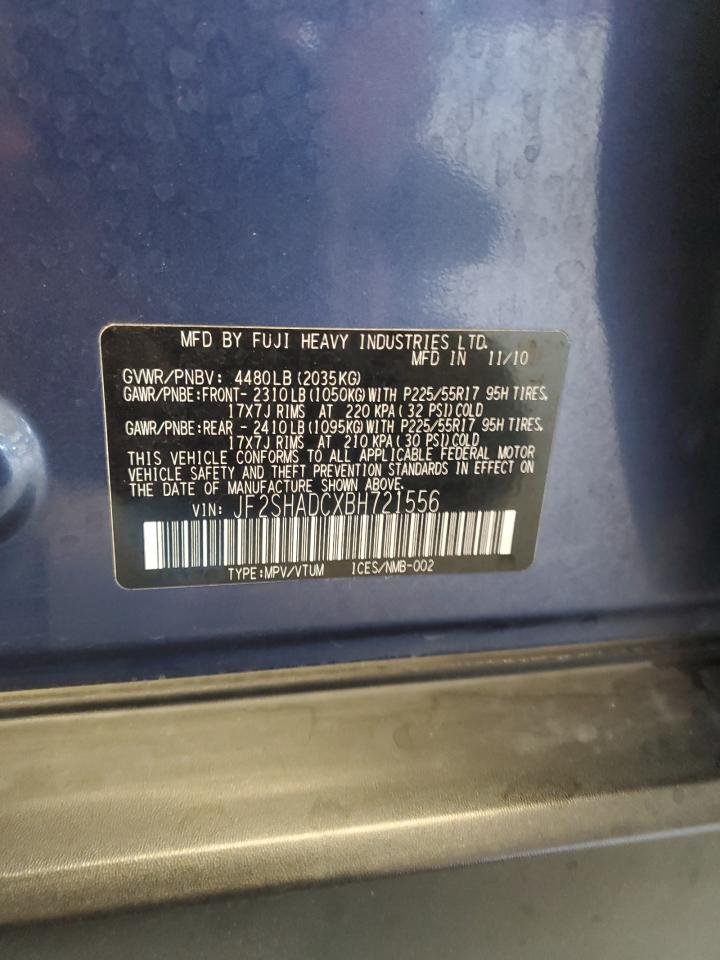 MFD BY FUJI HEAVY INDUSTRIES LTD.
MFD IN 11/10
GVWR/PNBV: 4480LB (2035KG)
GAWR/PNBE:FRONT- 2310LB(1050KG)WITH P225/55R17 95H TIRES,
17X7J RIMS AT 220 KPA( 32 PSI)COLD
GAWR/PNBE:REAR - 2410LB(1095KG)WITH P225/55R17 95H TIRES,
17X7J RIMS AT 210 KPA( 30 PSI)COLD
THIS VEHICLE CONFORMS TO ALL APPLICABLE FEDERAL MOTOR
VEHICLE SAFETY AND THEFT PREVENTION STANDARDS IN EFFECT ON
THE DATE OF MANUFACTURE SHOWN ABOVE.
VIN: JF2SHADCXBH721556
TYPE:MPV/VTUM ICES/NMB-002